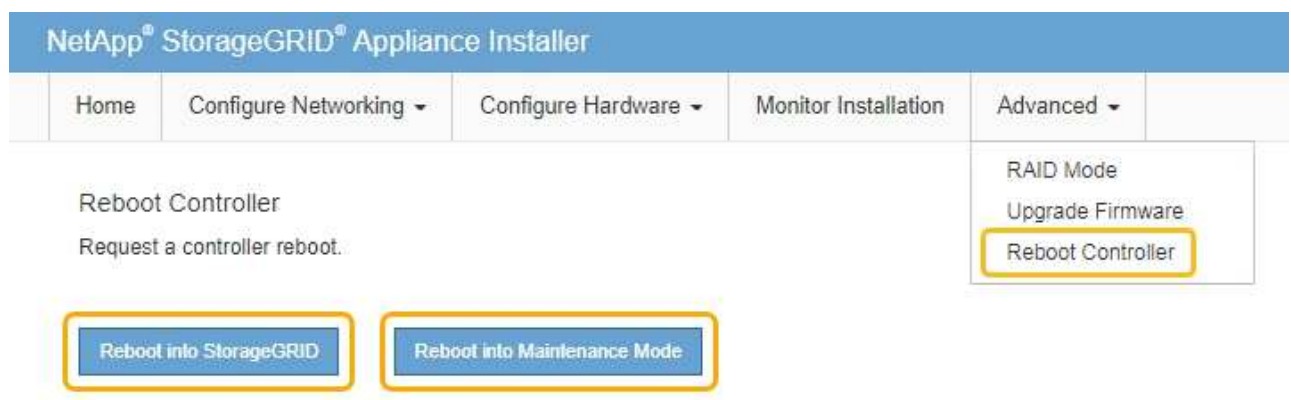 NetApp® StorageGRID® Appliance Installer
Home Configure Networking Configure Hardware Monitor Installation Advanced
RAID Mode
Upgrade Firmware
Reboot Controller
Reboot Controller
Request a controller reboot.
Reboot into StorageGRID Reboot into Maintenance Mode